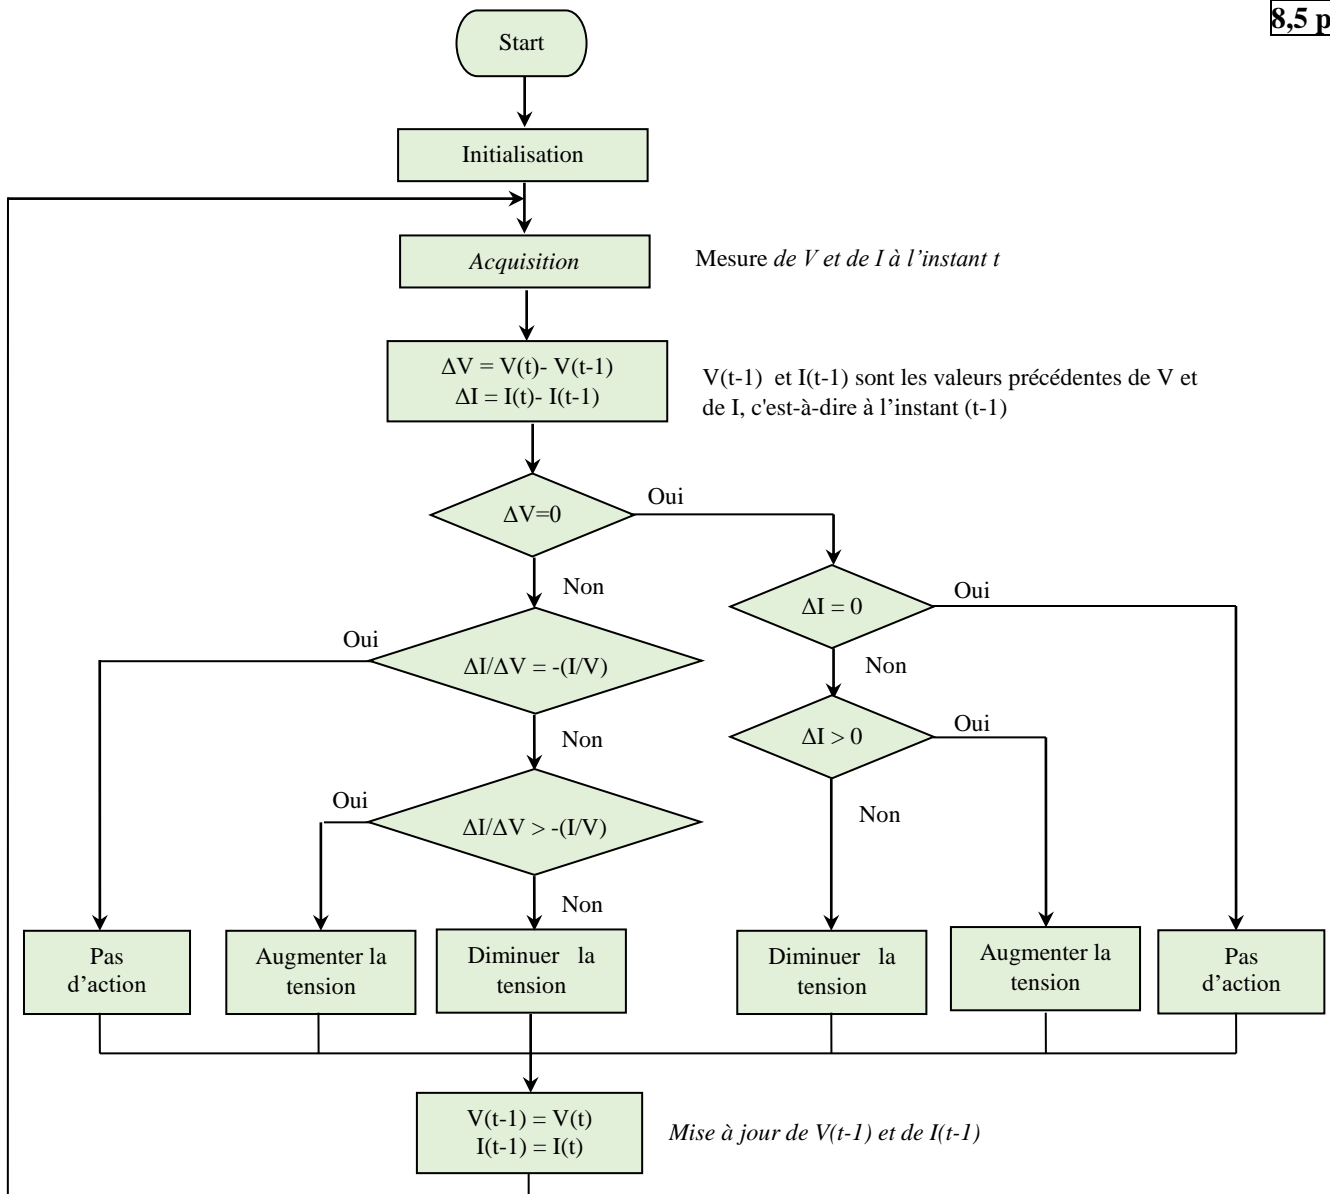 8,5 p
Start
Initialisation
Acquisition
Mesure de V et de I à l’instant t
ΔV = V(t)- V(t-1)
ΔI = I(t)- I(t-1)
V(t-1) et I(t-1) sont les valeurs précédentes de V et
de I, c'est-à-dire à l’instant (t-1)
ΔV=0
Oui
Non
ΔI = 0
Oui
Oui
ΔI/ΔV = -(I/V)
Non
Non
ΔI > 0
Oui
Oui
ΔI/ΔV > -(I/V)
Non
Non
Pas
d’action
Augmenter la
tension
Diminuer la
tension
Diminuer la
tension
Augmenter la
tension
Pas
d’action
V(t-1) = V(t)
I(t-1) = I(t)
Mise à jour de V(t-1) et de I(t-1)